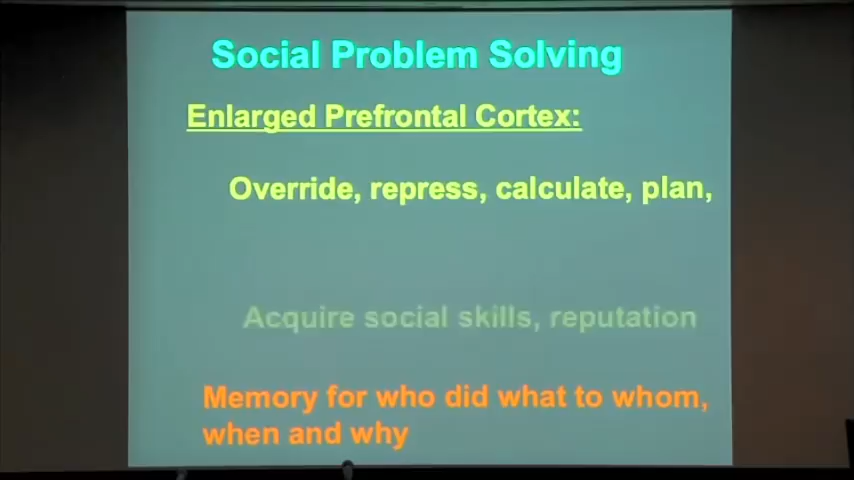 Social Problem Solving
Enlarged Prefrontal Cortex:
Override, repress, calculate, plan,
Acquire social skills, reputation
Memory for who did what to whom,
when and why